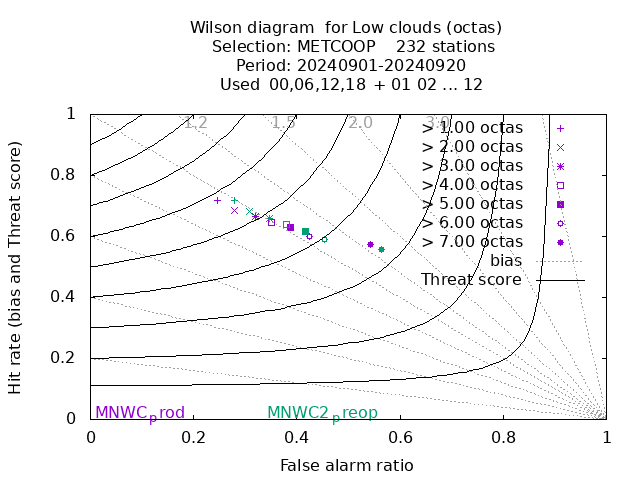 Wilson diagram  for Low clouds (octas)
Selection: METCOOP    232 stations
Period: 20240901-20240920
Used  00,06,12,18  + 01 02 ... 12
Hit rate (bias and Threat score)
1
0.8
0.6
0.4
0.2
0
1.2
1.5
2.0
3.0
> 1.00 octas
> 2.00 octas
> 3.00 octas
> 4.00 octas
> 5.00 octas
> 6.00 octas
> 7.00 octas
bias
Threat score
MNWCprod
MNWC2preop
0 0.2 0.4 0.6 0.8 1
False alarm ratio